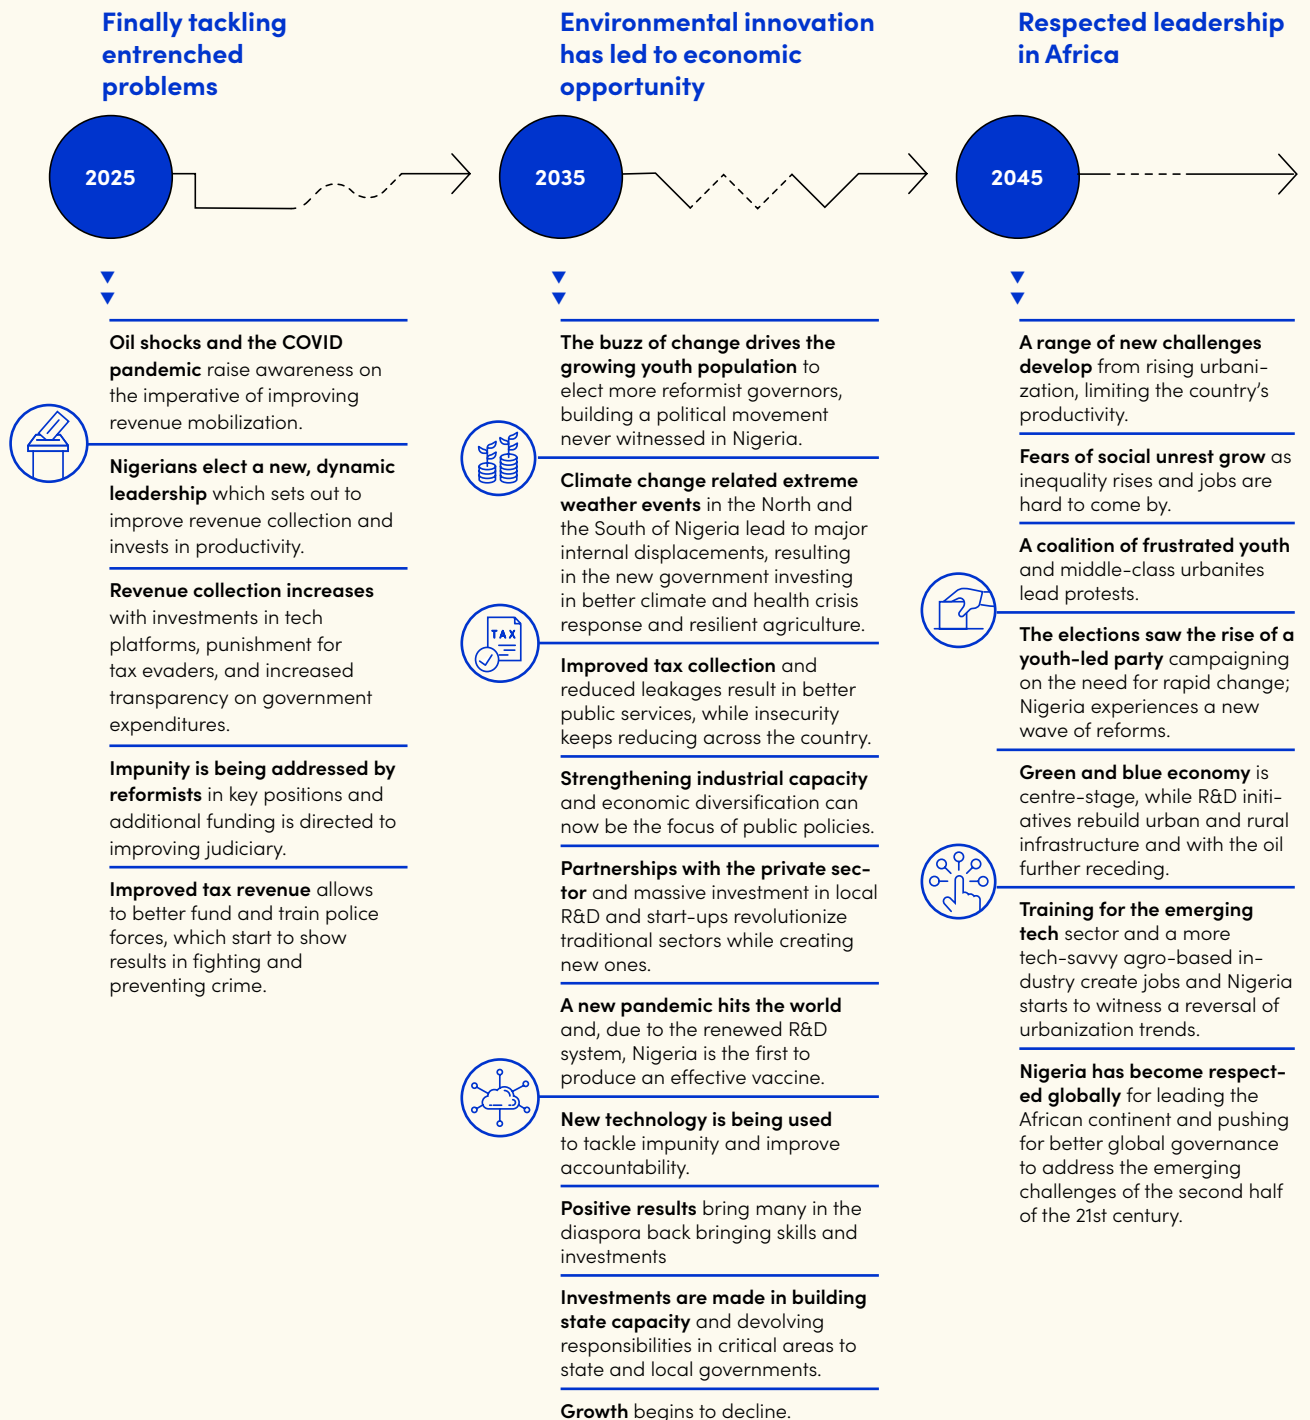 Finally tackling
entrenched
problems
2025
Oil shocks and the COVID
pandemic raise awareness on
the imperative of improving
revenue mobilization.
Nigerians elect a new, dynamic
leadership which sets out to
improve revenue collection and
invests in productivity.
Revenue collection increases
with investments in tech
platforms, punishment for
tax evaders, and increased
transparency on government
expenditures.
Impunity is being addressed by
reformists in key positions and
additional funding is directed to
improving judiciary.
Improved tax revenue allows
to better fund and train police
forces, which start to show
results in fighting and
preventing crime.
Environmental innovation
has led to economic
opportunity
2035
The buzz of change drives the
growing youth population to
elect more reformist governors,
building a political movement
never witnessed in Nigeria.
Climate change related extreme
weather events in the North and
the South of Nigeria lead to major
internal displacements, resulting
in the new government investing
in better climate and health crisis
response and resilient agriculture.
TAX
Improved tax collection and
reduced leakages result in better
public services, while insecurity
keeps reducing across the country.
Strengthening industrial capacity
and economic diversification can
now be the focus of public policies.
Partnerships with the private sec-
tor and massive investment in local
R&D and start-ups revolutionize
traditional sectors while creating
new ones.
A new pandemic hits the world
and, due to the renewed R&D
system, Nigeria is the first to
produce an effective vaccine.
New technology is being used
to tackle impunity and improve
accountability.
Positive results bring many in the
diaspora back bringing skills and
investments
Investments are made in building
state capacity and devolving
responsibilities in critical areas to
state and local governments.
Growth begins to decline.
Respected leadership
in Africa
2045
A range of new challenges
develop from rising urbani-
zation, limiting the country's
productivity.
Fears of social unrest grow as
inequality rises and jobs are
hard to come by.
A coalition of frustrated youth
and middle-class urbanites
lead protests.
The elections saw the rise of a
youth-led party campaigning
on the need for rapid change;
Nigeria experiences a new
wave of reforms.
Green and blue economy is
centre-stage, while R&D initi-
atives rebuild urban and rural
infrastructure and with the oil
further receding.
Training for the emerging
tech sector and a more
tech-savvy agro-based in-
dustry create jobs and Nigeria
starts to witness a reversal of
urbanization trends.
Nigeria has become respect-
ed globally for leading the
African continent and pushing
for better global governance
to address the emerging
challenges of the second half
of the 21st century.